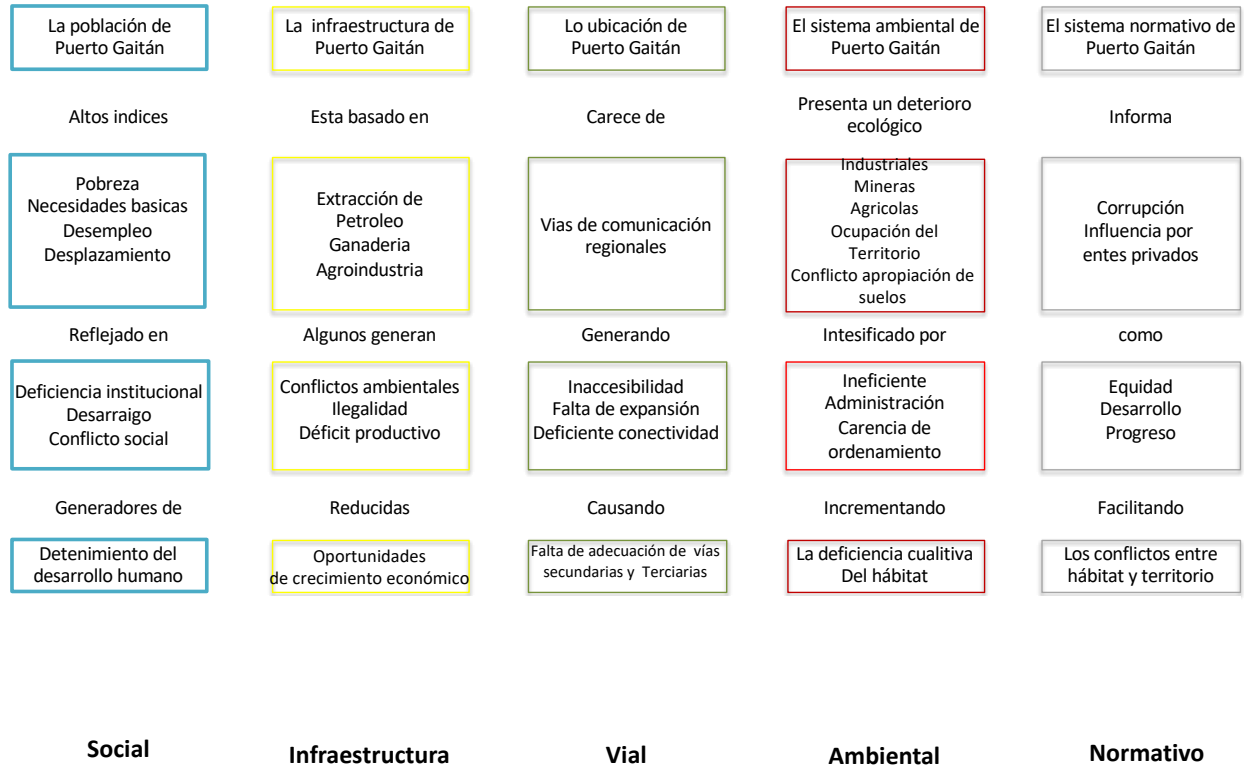 La población de
Puerto Gaitán
Altos indices
Pobreza
Necesidades basicas
Desempleo
Desplazamiento
Reflejado en
Deficiencia institucional
Desarraigo
Conflicto social
Generadores de
Detenimiento del
desarrollo humano
Social
La infraestructura de
Puerto Gaitán
Esta basado en
Extracción de
Petroleo
Ganaderia
Agroindustria
Algunos generan
Conflictos ambientales
Ilegalidad
Déficit productivo
Reducidas
Oportunidades
de crecimiento económico
Infraestructura
Lo ubicación de
Puerto Gaitán
Carece de
Vias de comunicación
regionales
Generando
Inaccesibilidad
Falta de expansión
Deficiente conectividad
Causando
Falta de adecuación de vías
secundarias y Terciarias
Vial
El sistema ambiental de
Puerto Gaitán
Presenta un deterioro
ecológico
Industriales
Mineras
Agricolas
Ocupación del
Territorio
Conflicto apropiación de
suelos
Intesificado por
Ineficiente
Administración
Carencia de
ordenamiento
Incrementando
La deficiencia cualitiva
Del hábitat
Ambiental
El sistema normativo de
Puerto Gaitán
Informa
Corrupción
Influencia por
entes privados
como
Equidad
Desarrollo
Progreso
Facilitando
Los conflictos entre
hábitat y territorio
Normativo